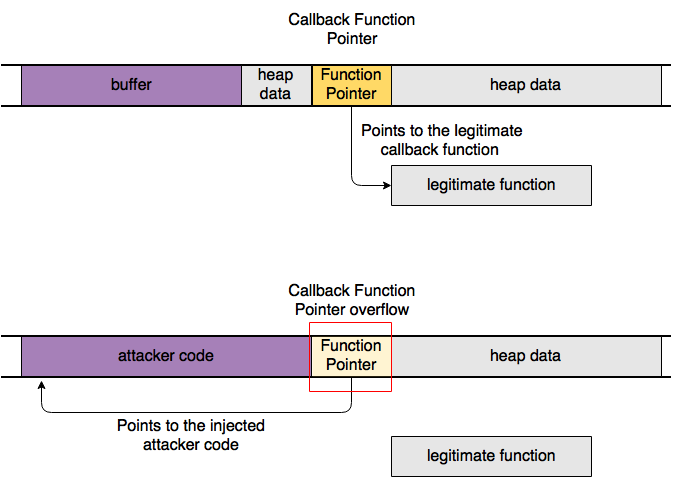 Callback Function
Pointer
buffer
heap
data
Function
Pointer
heap data
Points to the legitimate
callback function
legitimate function
Callback Function
Pointer overflow
attacker code
Function
Pointer
heap data
Points to the injected
attacker code
legitimate function